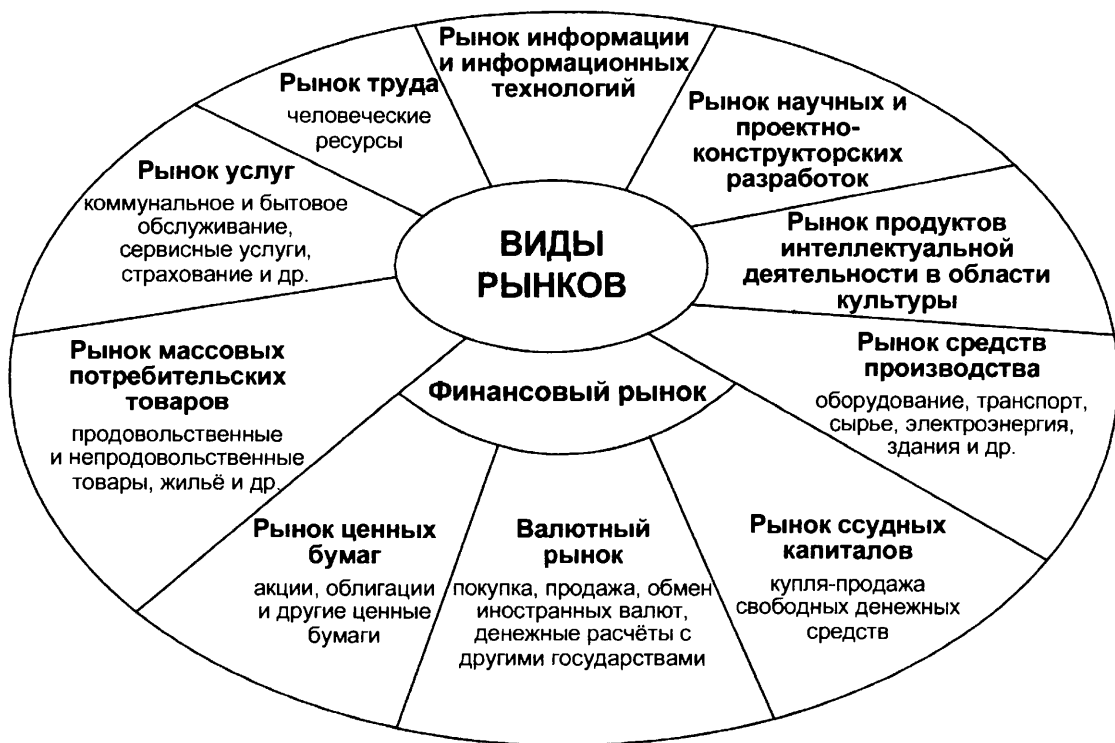 ВИДЫ
РЫНКОВ
Рынок информации
и информационных
технологий
Рынок научных и
проектно-
конструкторских
разработок
Рынок продуктов
интеллектуальной
деятельности в области
культуры
Рынок средств
производства
оборудование, транспорт,
сырье, электроэнергия,
здания и др.
Финансовый рынок
Рынок ссудных
капиталов
купля-продажа
свободных денежных
средств
Валютный
рынок
покупка, продажа, обмен
иностранных валют,
денежные расчёты с
другими государствами
Рынок ценных
бумаг
акции, облигации
и другие ценные
бумаги
Рынок массовых
потребительских
товаров
продовольственные
и непродовольственные
товары, жильё и др.
Рынок услуг
коммунальное и бытовое
обслуживание,
сервисные услуги,
страхование и др.
Рынок труда
человеческие
ресурсы